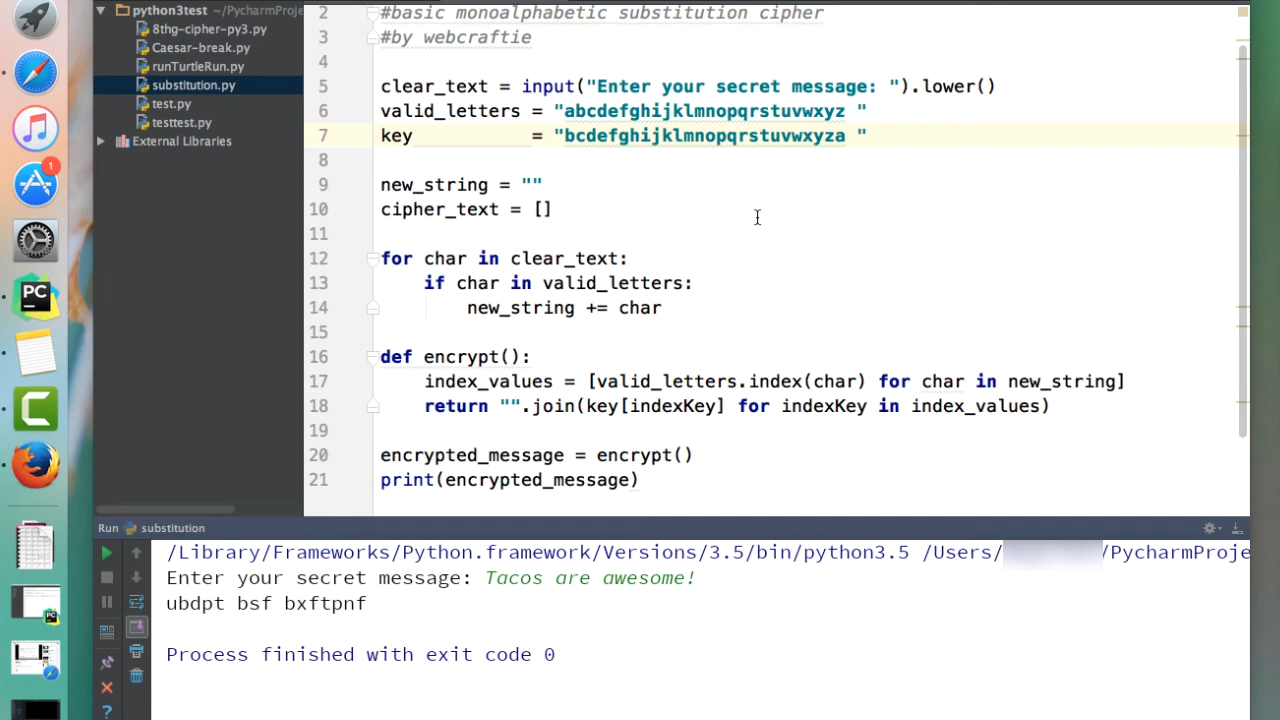 python3test ~/PycharmProje
8thg-cipher-py3.py
Caesar-break.py
runTurtleRun.py
substitution.py
test.py
testtest.py
External Libraries
1
PC
2 #basic monoalphabetic substitution cipher
3 #by webcraftie
4
5 clear_text = input("Enter your secret message: ").lower()
6 valid_letters = "abcdefghijklmnopqrstuvwxyz "
7 key = "bcdefghijklmnopqrstuvwxyza "
8
9 new_string = ""
10 cipher_text = []
11
12 for char in clear_text:
13 if char in valid_letters:
14 new_string += char
15
16 def encrypt():
17 index_values = [valid_letters.index(char) for char in new_string]
18 return "".join(key[indexKey] for indexKey in index_values)
19
20 encrypted_message = encrypt()
21 print(encrypted_message)
Run substitution
/Library/Frameworks/Python.framework/Versions/3.5/bin/python3.5 /Users/ /PycharmProje
Enter your secret message: Tacos are awesome!
ubdpt bsf bxftpnf
Process finished with exit code 0